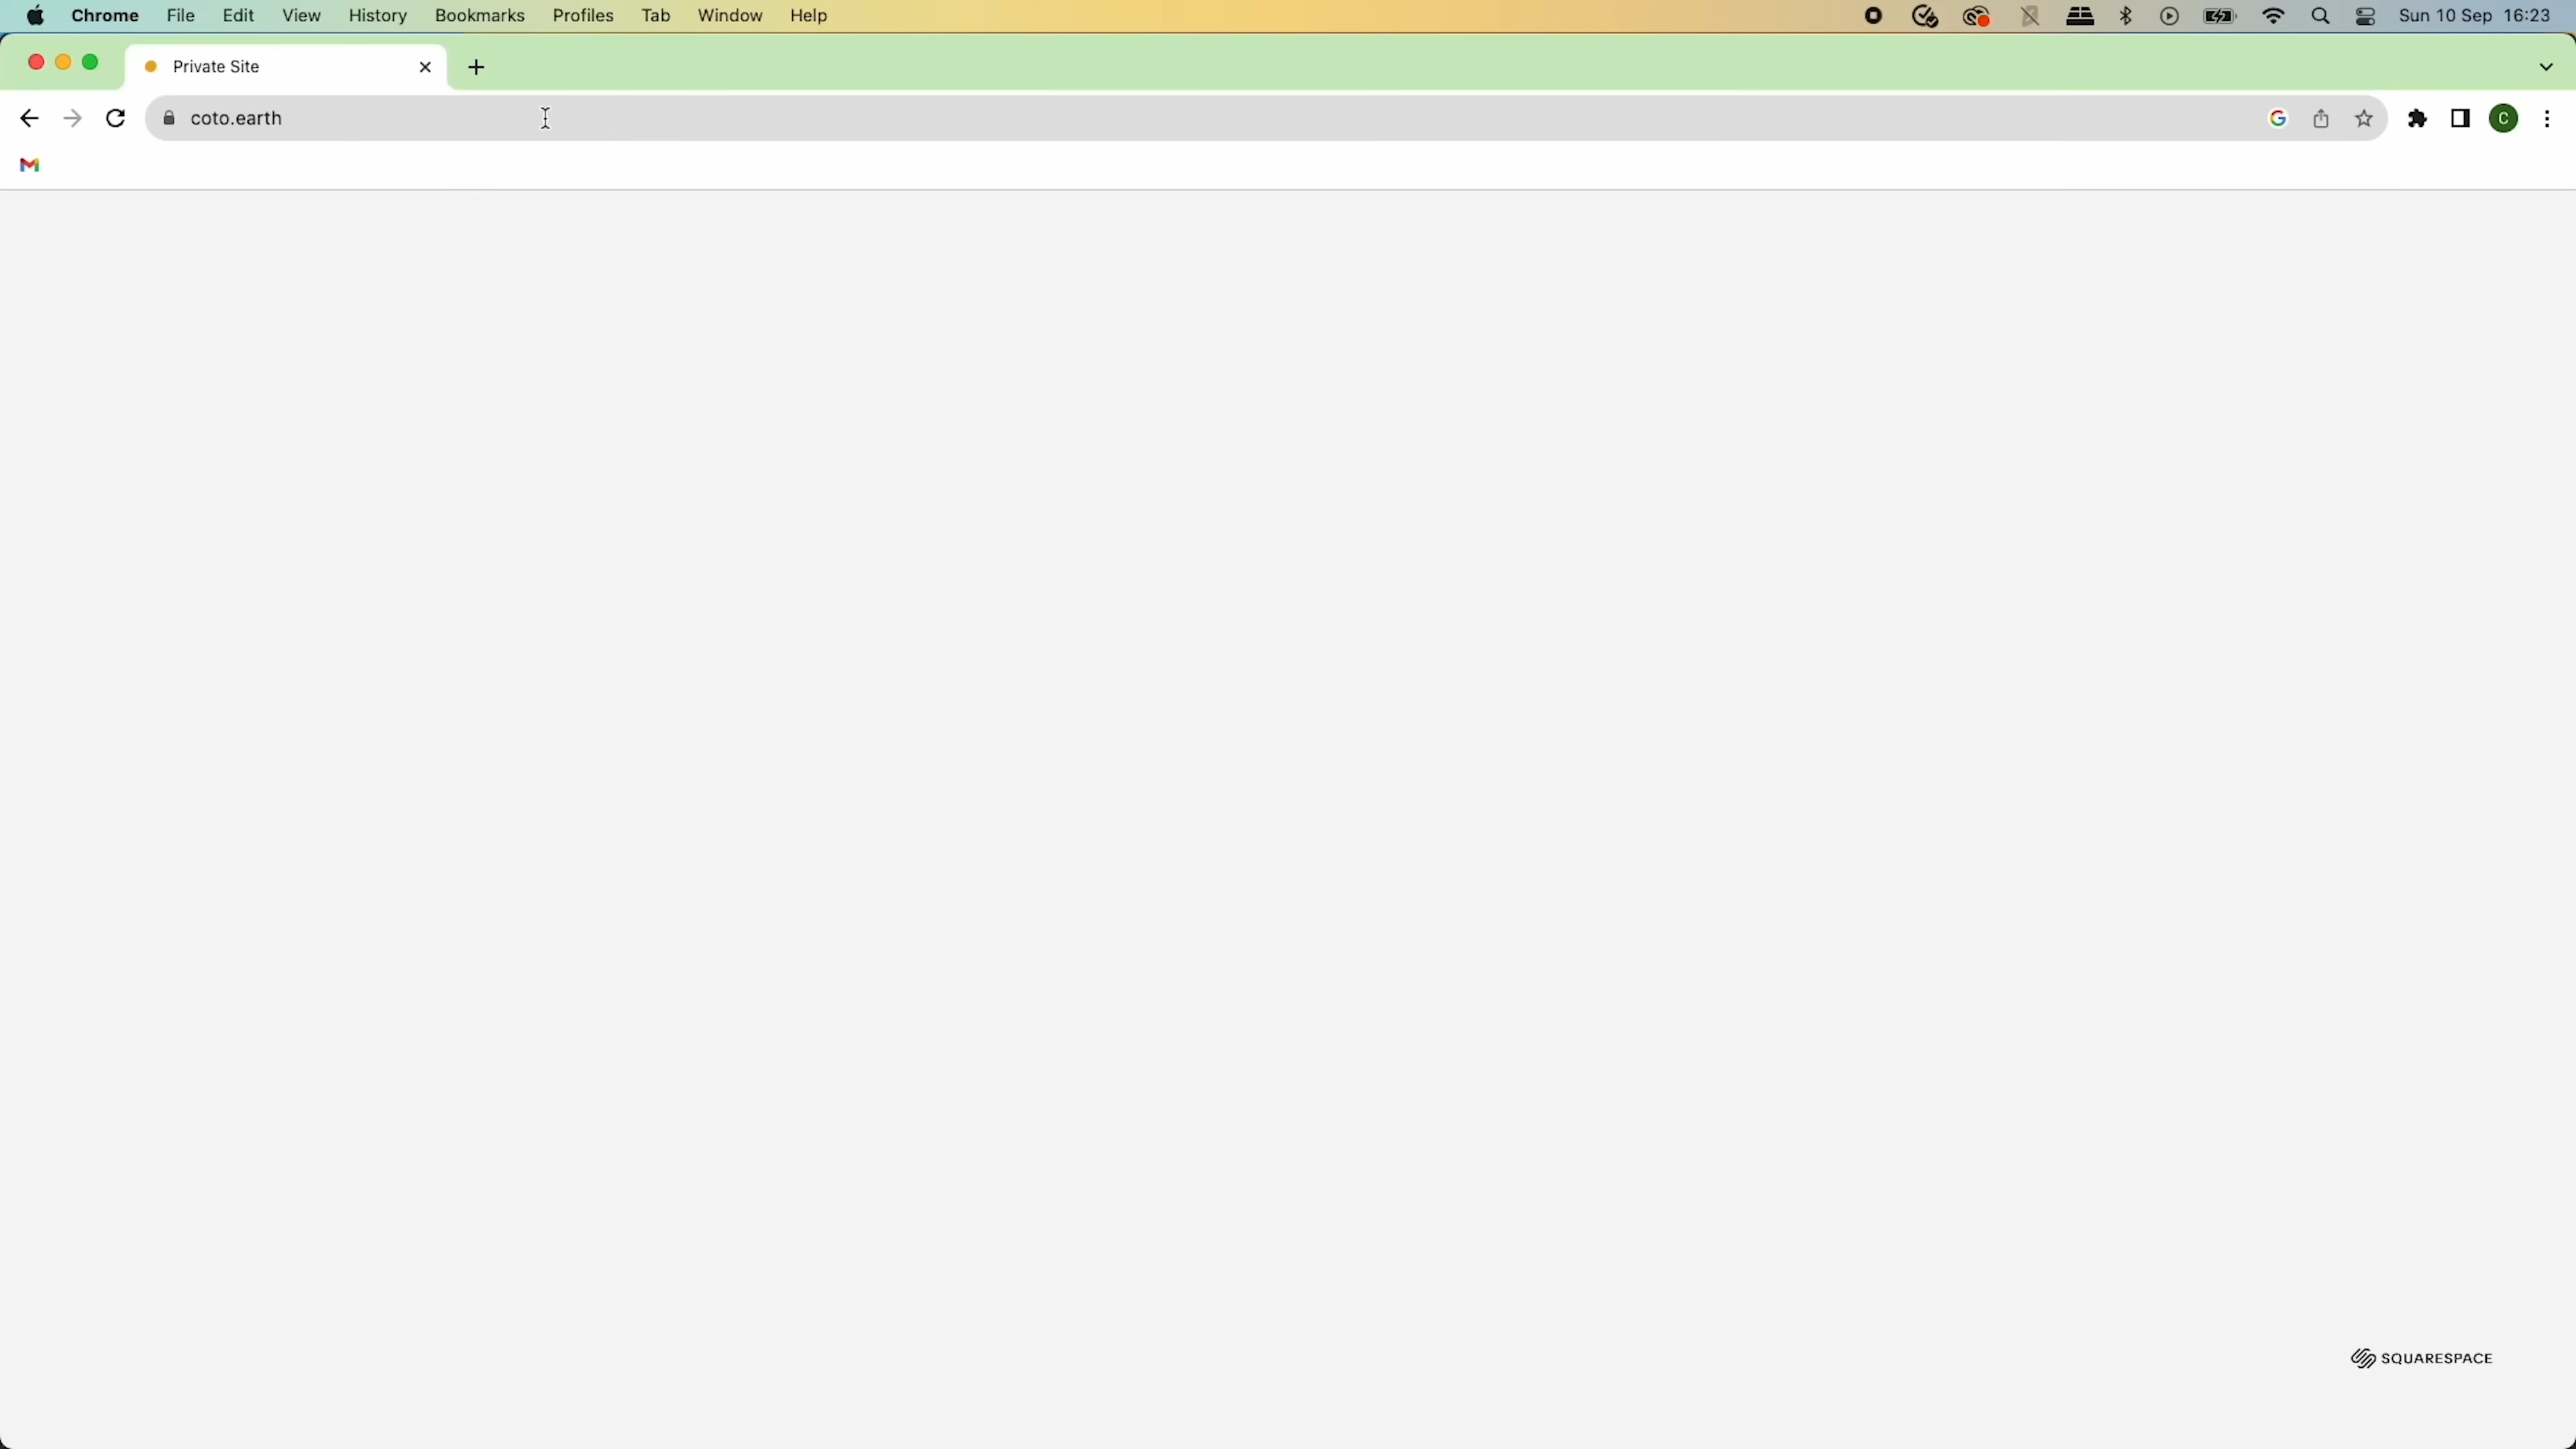 Chrome File Edit View History Bookmarks Profiles Tab Window Help Sun 10 Sep 16:23
Private Site
coto.earth
C
SQUARESPACE